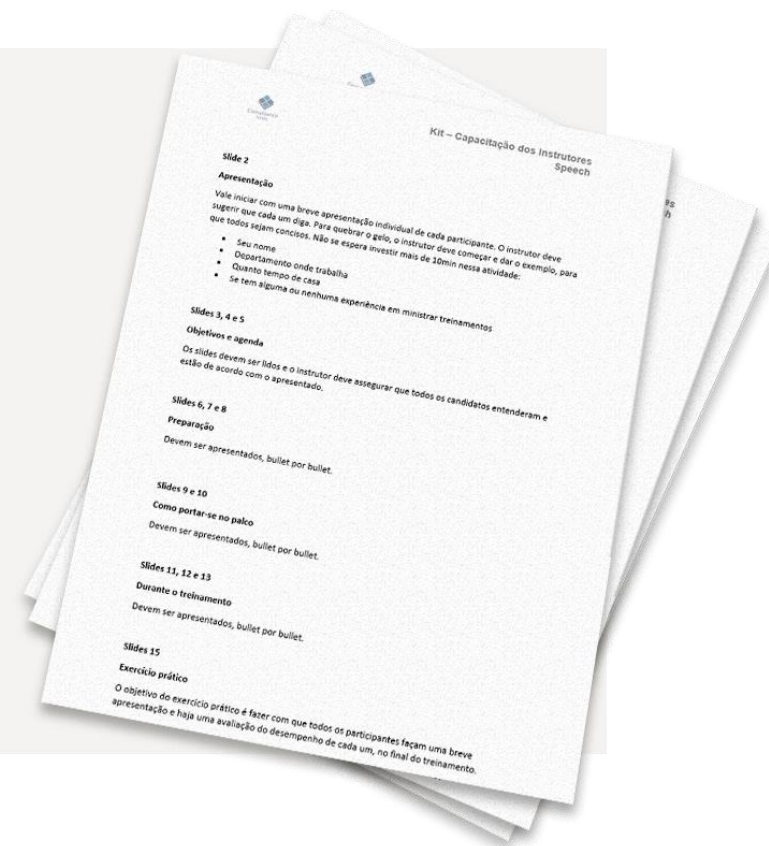 Kit – Capacitação dos Instrutores
Speech
Slide 2
Apresentação
Vale iniciar com uma breve apresentação individual de cada participante. O instrutor deve
sugerir que cada um diga. Para quebrar o gelo, o instrutor deve começar e dar o exemplo, para
que todos sejam concisos. Não se espera investir mais de 10min nessa atividade:
• Seu nome
• Departamento onde trabalha
• Quanto tempo de casa
• Se tem alguma ou nenhuma experiência em ministrar treinamentos
Slides 3, 4 e 5
Objetivos e agenda
Os slides devem ser lidos e o instrutor deve assegurar que todos os candidatos entenderam e
estão de acordo com o apresentado.
Slides 6, 7 e 8
Preparação
Devem ser apresentados, bullet por bullet.
Slides 9 e 10
Como portar-se no palco
Devem ser apresentados, bullet por bullet.
Slides 11, 12 e 13
Durante o treinamento
Devem ser apresentados, bullet por bullet.
Slides 15
Exercício prático
O objetivo do exercício prático é fazer com que todos os participantes façam uma breve
apresentação e haja uma avaliação do desempenho de cada um, no final do treinamento.